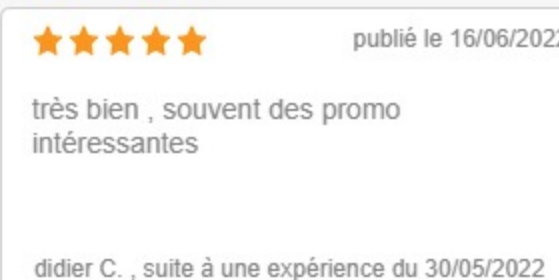 publié le 16/06/2022
très bien , souvent des promo
intéressantes
didier C. , suite à une expérience du 30/05/2022